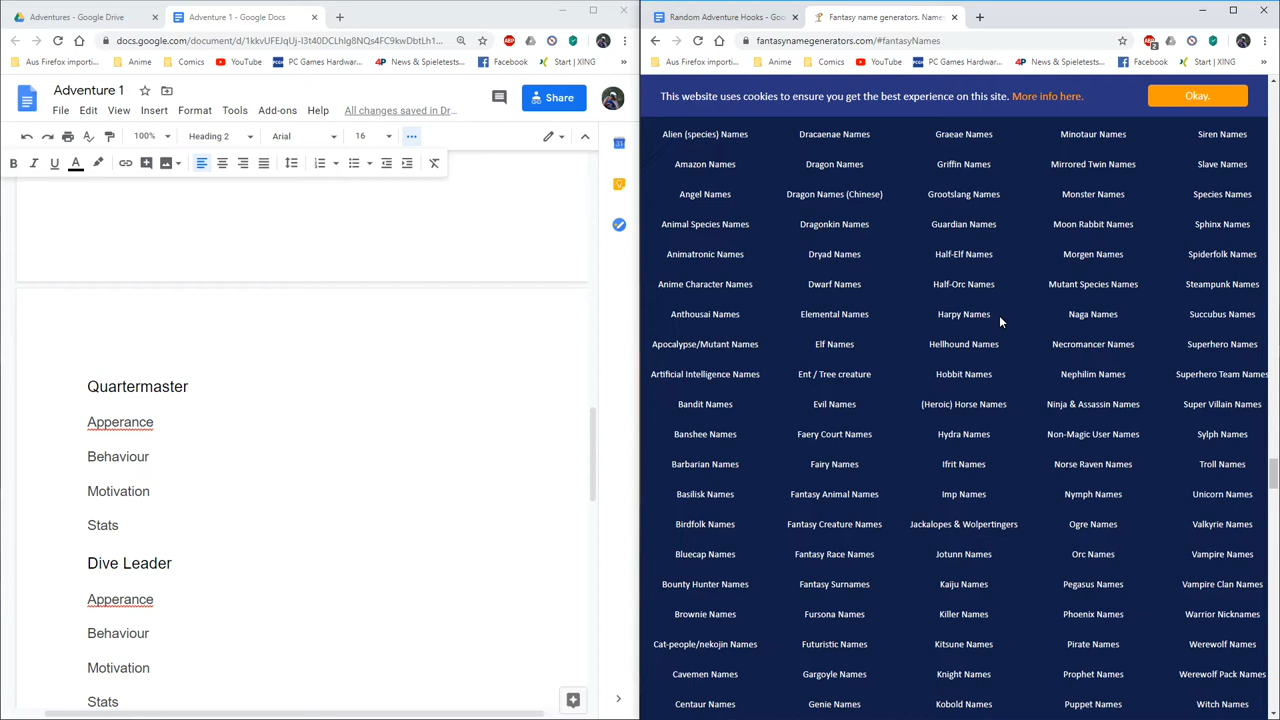 Adventures - Google Drive
Adventure 1 - Google Docs
Random Adventure Hooks - Goo
Fantasy name generators. Names
docs.google.com/document/d/1kkvUFEJqUj-I3t40DCLhlg8NQs4FC9kwDbtLh1...
fantasynamegenerators.com/#fantasyNames
Aus Firefox importi...
Anime
Comics
YouTube
PC Games Hardwar...
News & Spieletests...
Facebook
Start | XING
Aus Firefox importi...
Anime
Comics
YouTube
PC Games Hardwar...
News & Spieletests...
Facebook
Start | XING
Adventure 1
File Edit View Insert Format Tools Add-ons Help All changes saved in Dr...
Share
100% Heading 2 Arial 16
Quartermaster
Apperance
Behaviour
Motivation
Stats
Dive Leader
Apperance
Behaviour
Motivation
Stats
This website uses cookies to ensure you get the best experience on this site. More info here.
Okay.
Alien (species) Names Dracaenae Names Graeae Names Minotaur Names Siren Names
Amazon Names Dragon Names Griffin Names Mirrored Twin Names Slave Names
Angel Names Dragon Names (Chinese) Grootslang Names Monster Names Species Names
Animal Species Names Dragonkin Names Guardian Names Moon Rabbit Names Sphinx Names
Animatronic Names Dryad Names Half-Elf Names Morgen Names Spiderfolk Names
Anime Character Names Dwarf Names Half-Orc Names Mutant Species Names Steampunk Names
Anthousai Names Elemental Names Harpy Names Naga Names Succubus Names
Apocalypse/Mutant Names Elf Names Hellhound Names Necromancer Names Superhero Names
Artificial Intelligence Names Ent / Tree creature Hobbit Names Nephilim Names Superhero Team Names
Bandit Names Evil Names (Heroic) Horse Names Ninja & Assassin Names Super Villain Names
Banshee Names Faery Court Names Hydra Names Non-Magic User Names Sylph Names
Barbarian Names Fairy Names Ifrit Names Norse Raven Names Troll Names
Basilisk Names Fantasy Animal Names Imp Names Nymph Names Unicorn Names
Birdfolk Names Fantasy Creature Names Jackalopes & Wolpertingers Ogre Names Valkyrie Names
Bluecap Names Fantasy Race Names Jotunn Names Orc Names Vampire Names
Bounty Hunter Names Fantasy Surnames Kaiju Names Pegasus Names Vampire Clan Names
Brownie Names Fursona Names Killer Names Phoenix Names Warrior Nicknames
Cat-people/nekojin Names Futuristic Names Kitsune Names Pirate Names Werewolf Names
Cavemen Names Gargoyle Names Knight Names Prophet Names Werewolf Pack Names
Centaur Names Genie Names Kobold Names Puppet Names Witch Names